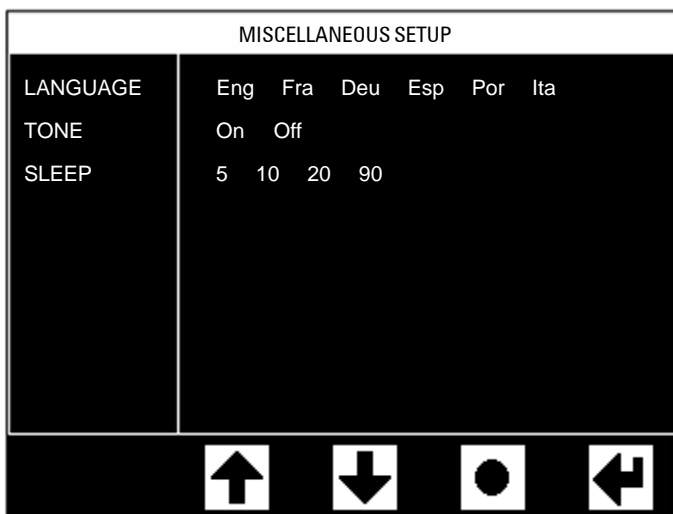 MISCELLANEOUS SETUP
LANGUAGE Eng Fra Deu Esp Por Ita
TONE On Off
SLEEP 5 10 20 90